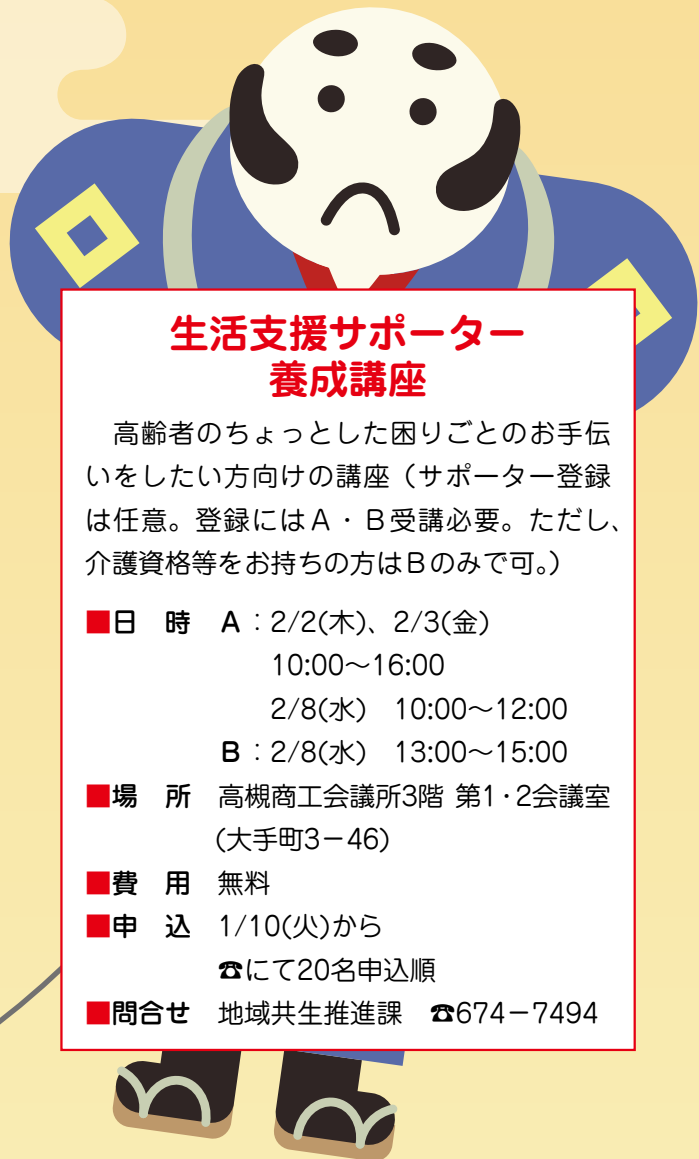 生活支援サポーター
養成講座
高齢者のちょっとした困りごとのお手伝
いをしたい方向けの講座（サポーター登録
は任意。登録にはＡ・Ｂ受講必要。ただし、
介護資格等をお持ちの方はＢのみで可。）
■日　時　A：2/2(木)、2/3(金)
10:00～16:00
2/8(水)　10:00～12:00
B：2/8(水)　13:00～15:00
■場　所　高槻商工会議所3階 第1・2会議室
(大手町3－46)
■費　用　無料
■申　込　1/10(火)から
☎にて20名申込順
■問合せ　地域共生推進課　☎674－7494